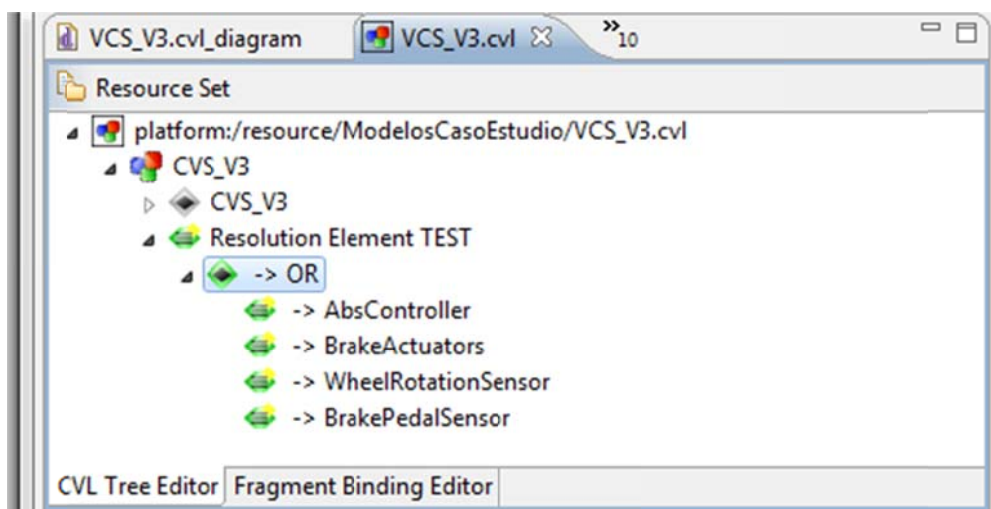 VCS_V3.cvl_diagram VCS_V3.cvl »10
Resource Set
platform:/resource/ModelosCasoEstudio/VCS_V3.cvl
CVS_V3
CVS_V3
Resolution Element TEST
-> OR
-> AbsController
-> BrakeActuators
-> WheelRotationSensor
-> BrakePedalSensor
CVL Tree Editor Fragment Binding Editor